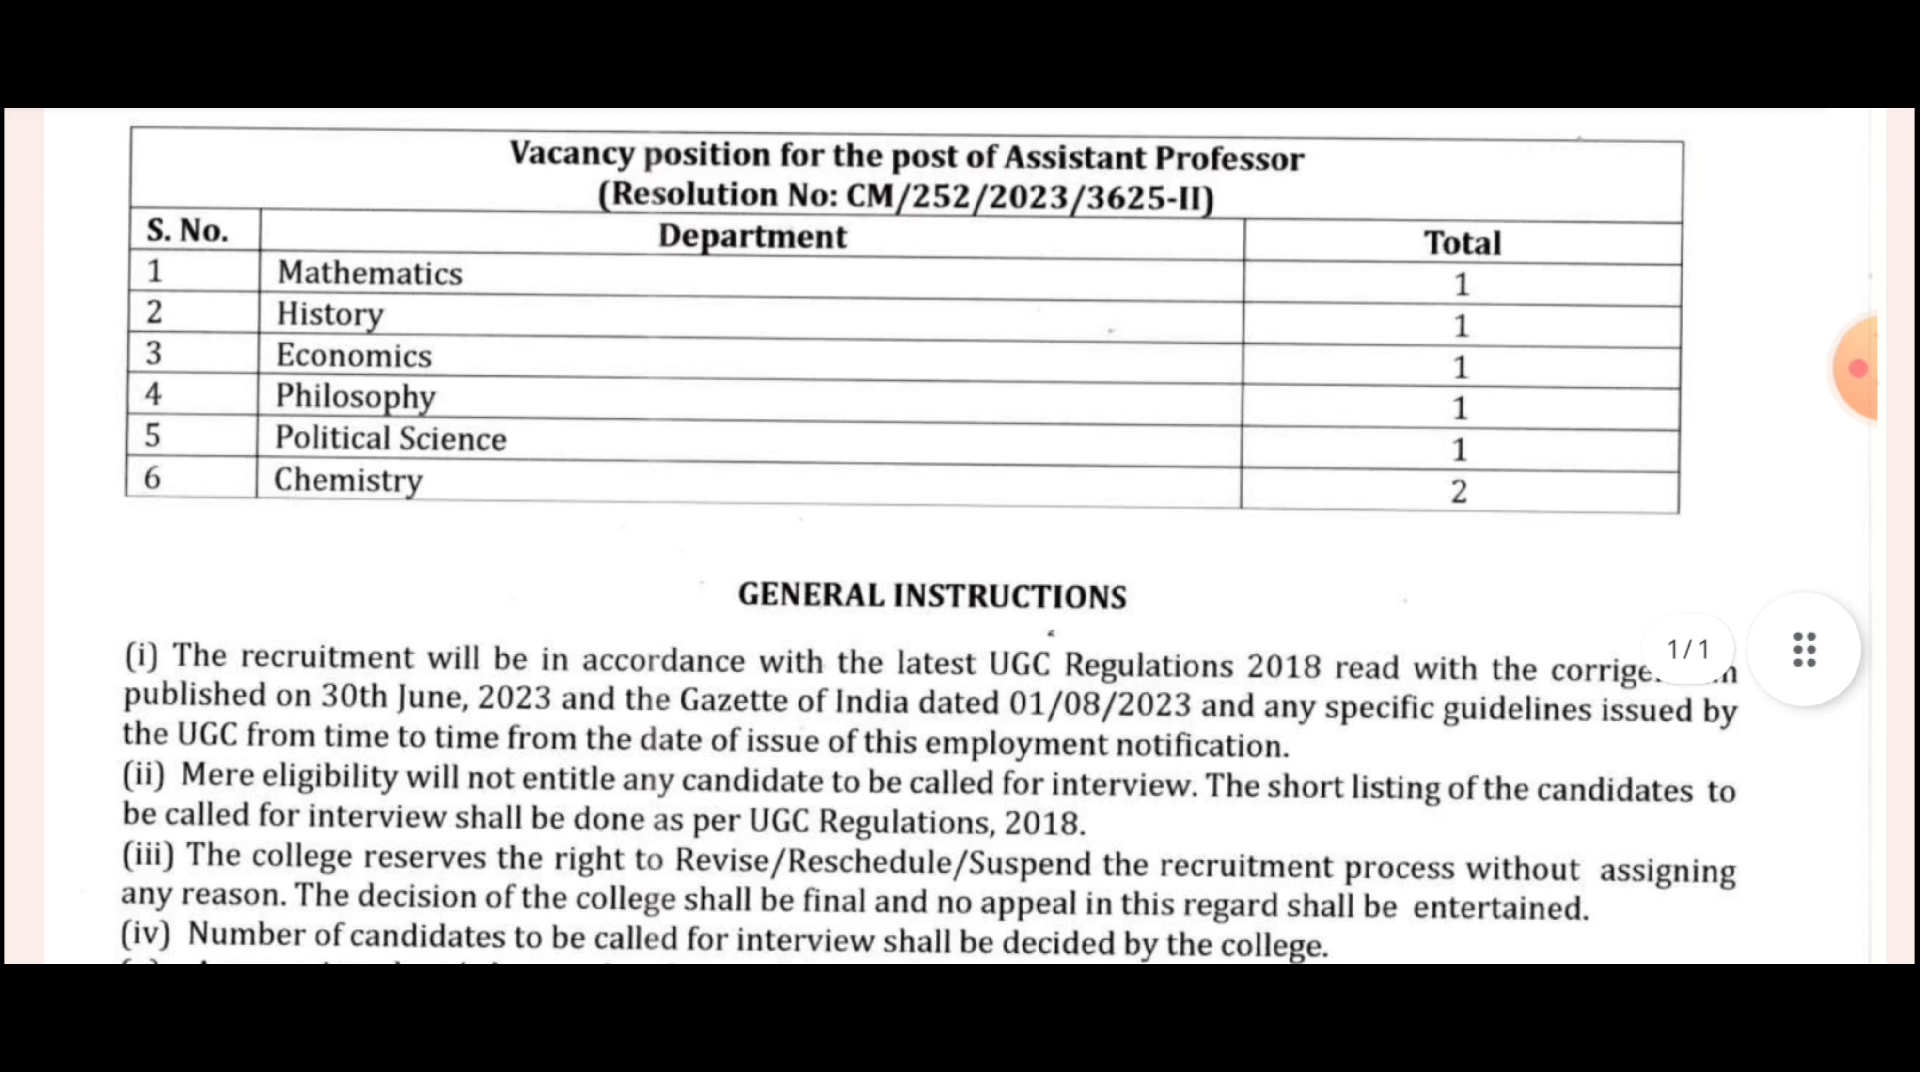 Vacancy position for the post of Assistant Professor
(Resolution No: CM/252/2023/3625-II)
S. No. Department Total
1 Mathematics 1
2 History 1
3 Economics 1
4 Philosophy 1
5 Political Science 1
6 Chemistry 2
GENERAL INSTRUCTIONS
(i) The recruitment will be in accordance with the latest UGC Regulations 2018 read with the
published on 30th June, 2023 and the Gazette of India dated 01/08/2023 and any specific guidelines issued by
the UGC from time to time from the date of issue of this employment notification.
(ii) Mere eligibility will not entitle any candidate to be called for interview. The short listing of the candidates to
be called for interview shall be done as per UGC Regulations, 2018.
(iii) The college reserves the right to Revise/Reschedule/Suspend the recruitment process without assigning
any reason. The decision of the college shall be final and no appeal in this regard shall be entertained.
(iv) Number of candidates to be called for interview shall be decided by the college.
1/1